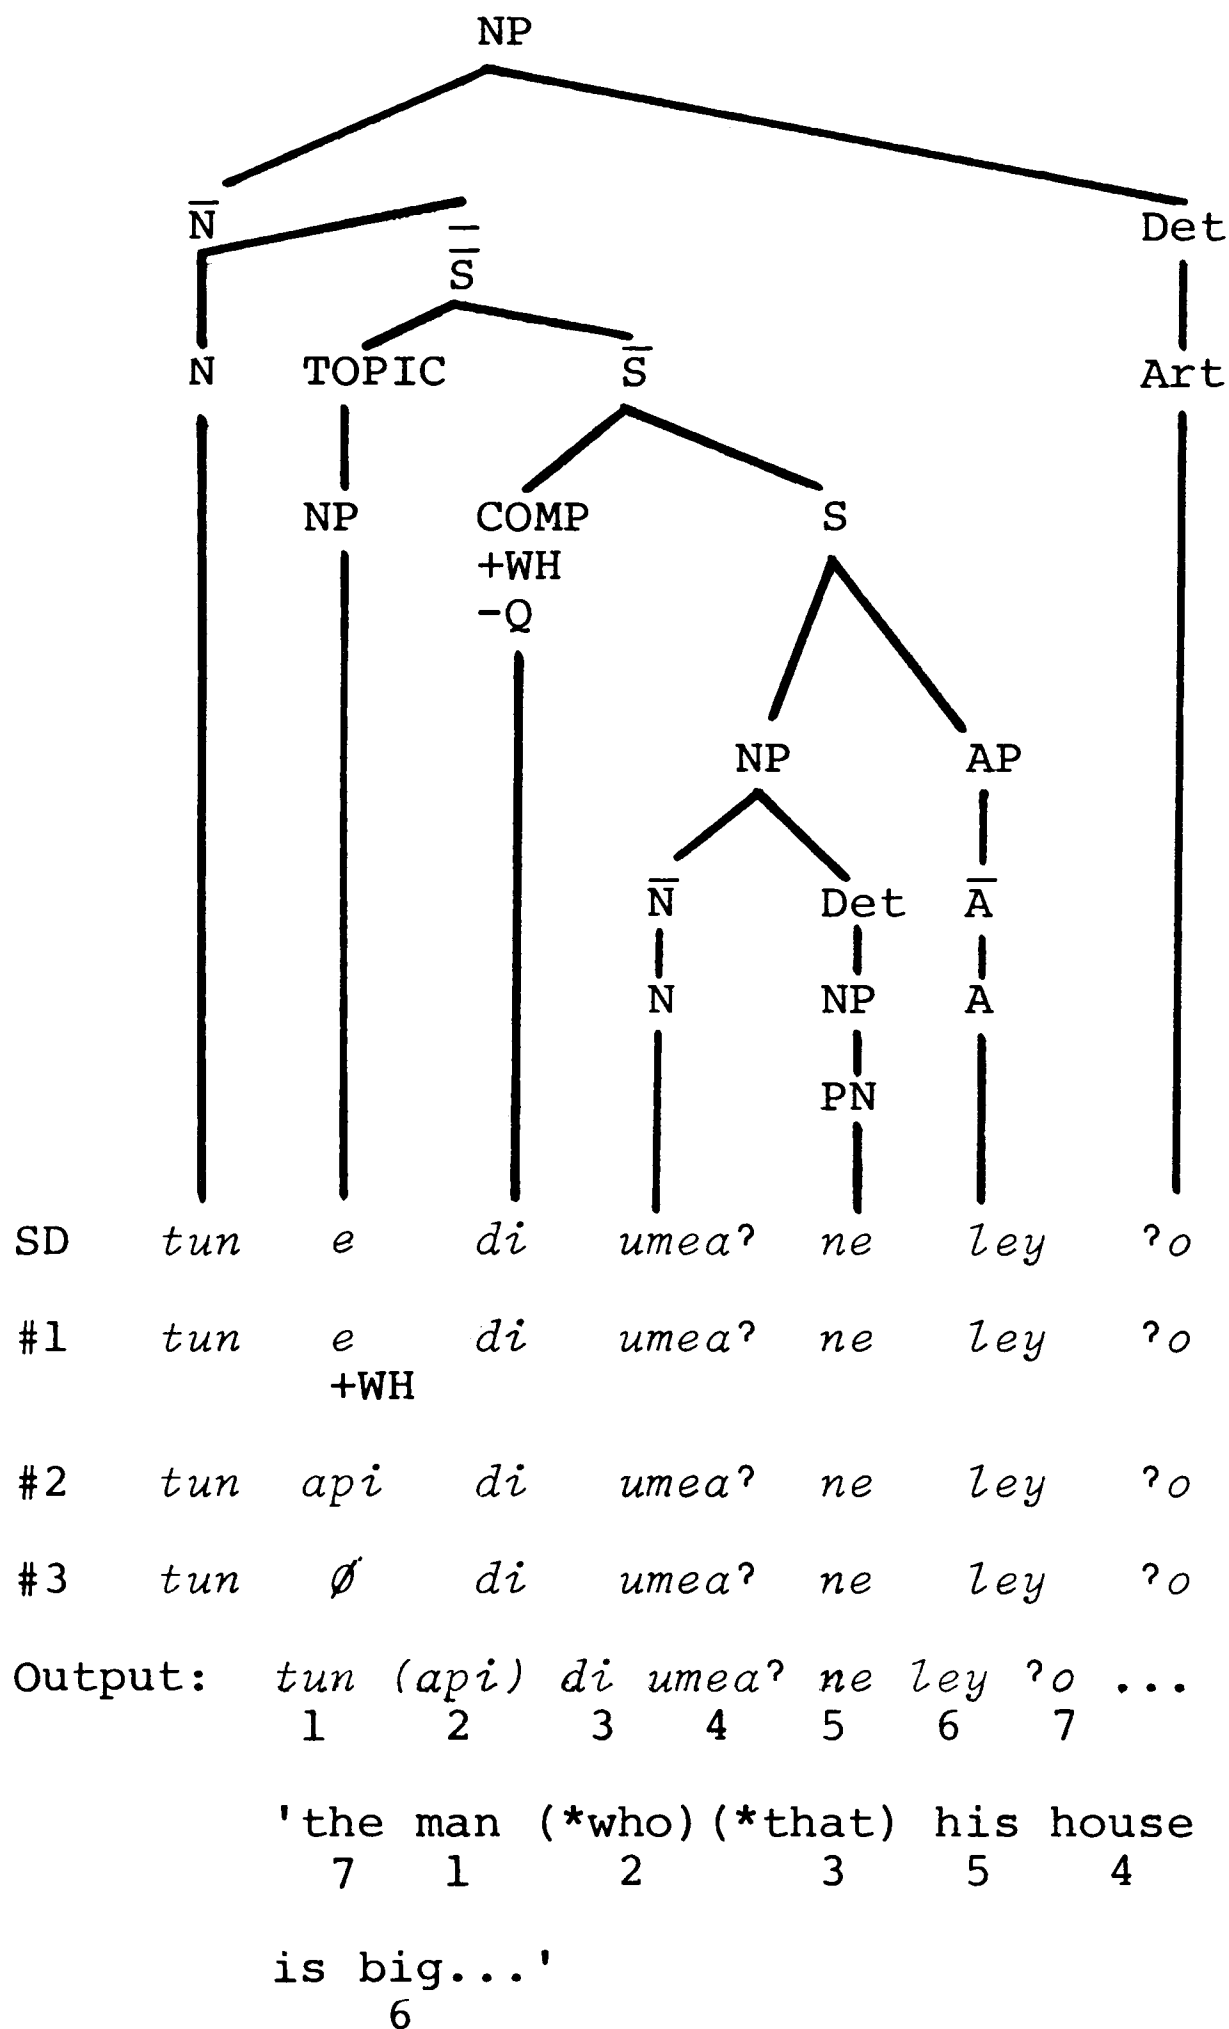 NP
N̄ Det
S̿
N TOPIC S̄ Art
NP COMP S
+WH
-Q
NP AP
N̄ Det Ā
N NP A
PN
SD tun e di umeaʔ ne ley ʔo
#1 tun e di umeaʔ ne ley ʔo
+WH
#2 tun api di umeaʔ ne ley ʔo
#3 tun ∅ di umeaʔ ne ley ʔo
Output: tun (api) di umeaʔ ne ley ʔo ...
1 2 3 4 5 6 7
'the man (*who)(*that) his house
7 1 2 3 5 4
is big...'
6